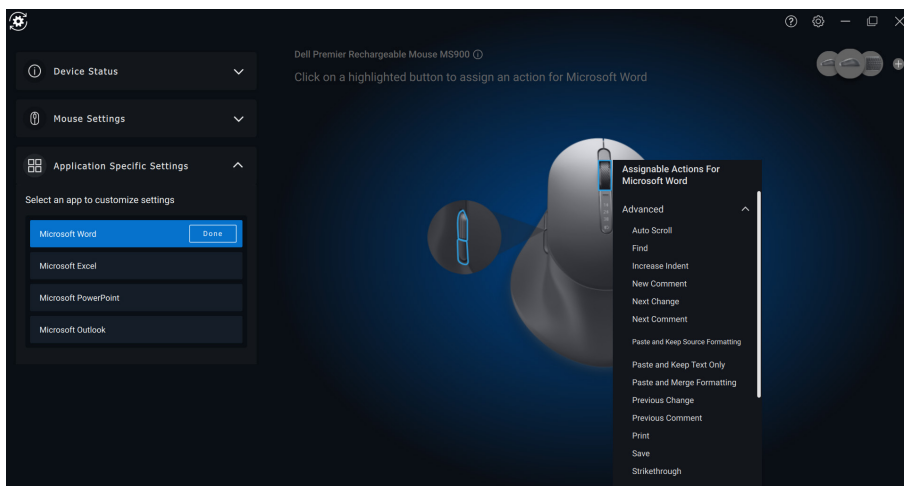 Dell Premier Rechargeable Mouse MS900
Click on a highlighted button to assign an action for Microsoft Word
Device Status
Mouse Settings
Application Specific Settings
Select an app to customize settings
Microsoft Word
Done
Microsoft Excel
Microsoft PowerPoint
Microsoft Outlook
Assignable Actions For
Microsoft Word
Advanced
Auto Scroll
Find
Increase Indent
New Comment
Next Change
Next Comment
Paste and Keep Source Formatting
Paste and Keep Text Only
Paste and Merge Formatting
Previous Change
Previous Comment
Print
Save
Strikethrough